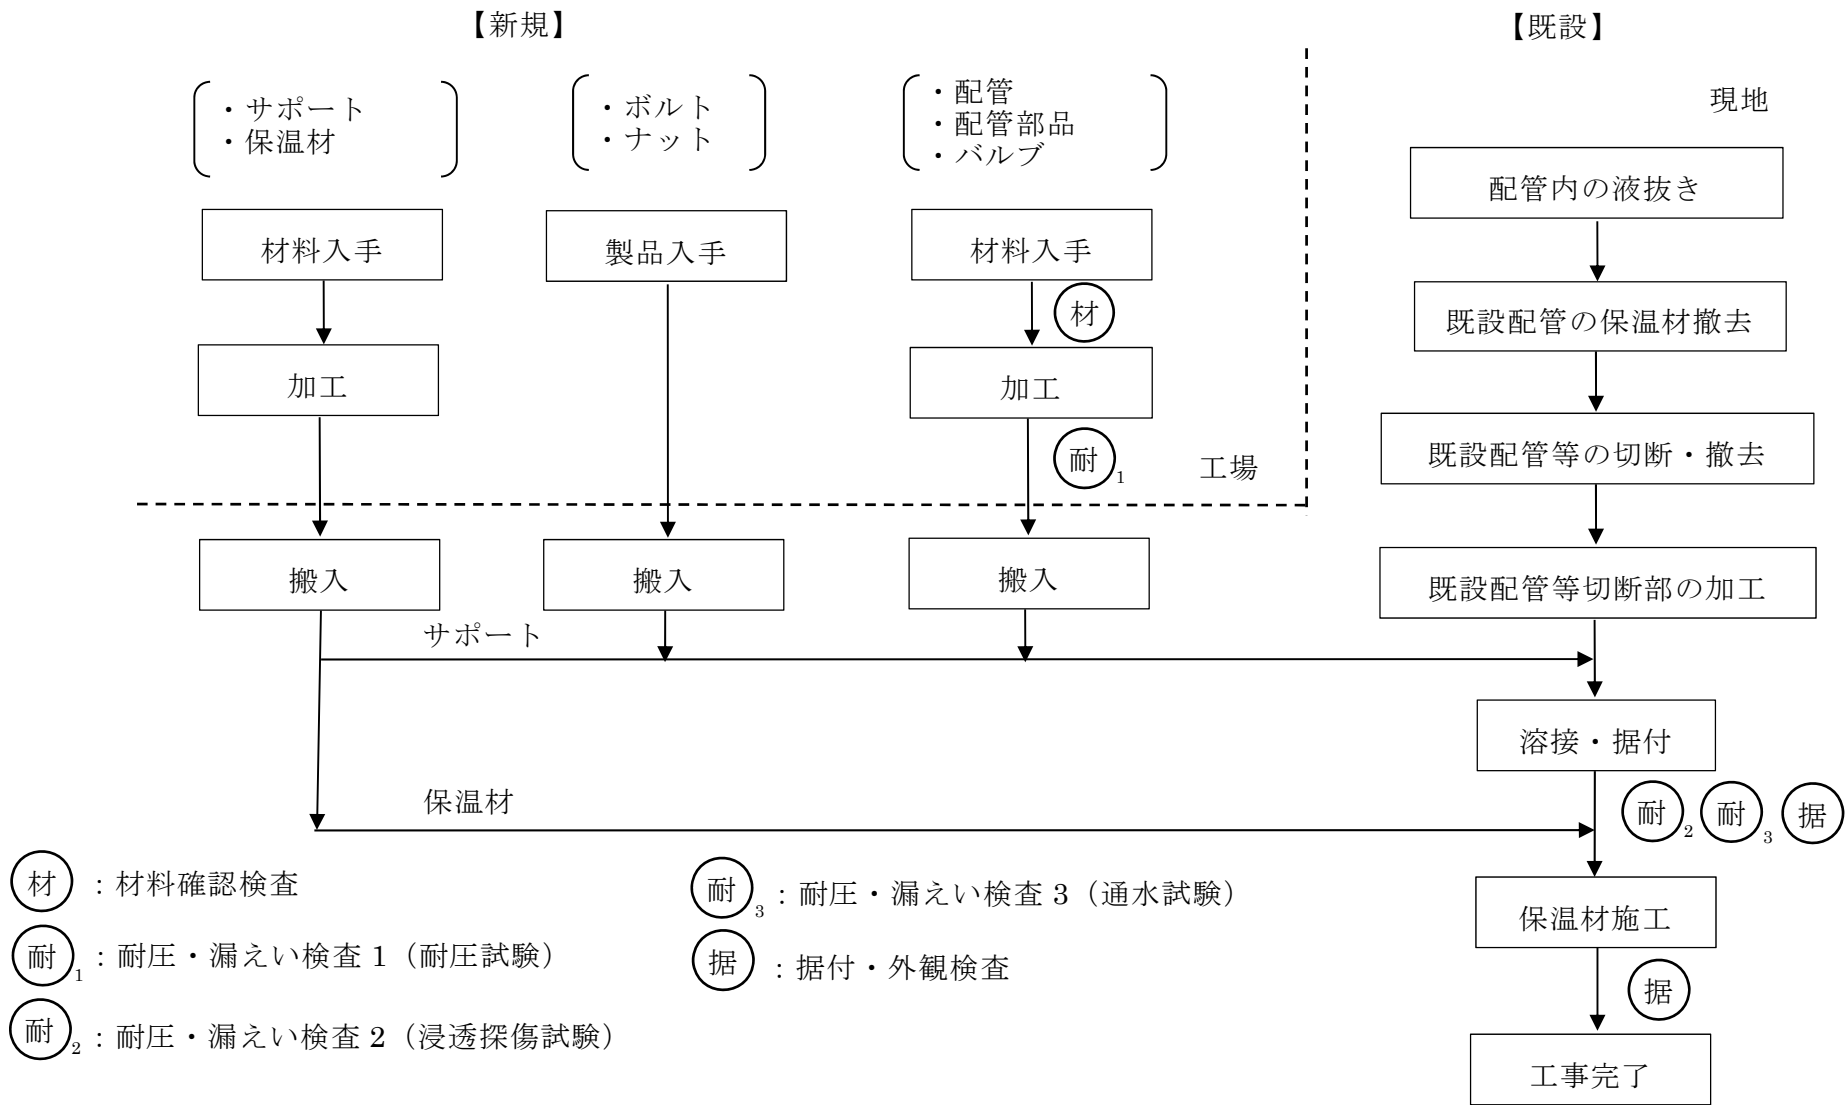 【新規】
【既設】
・サポート
・保温材
・ボルト
・ナット
・配管
・配管部品
・バルブ
現地
材料入手
製品入手
材料入手
配管内の液抜き
材
既設配管の保温材撤去
加工
加工
耐1
工場
既設配管等の切断・撤去
搬入
搬入
搬入
既設配管等切断部の加工
サポート
溶接・据付
保温材
耐2 耐3 据
材：材料確認検査
耐1：耐圧・漏えい検査 1（耐圧試験）
耐2：耐圧・漏えい検査 2（浸透探傷試験）
耐3：耐圧・漏えい検査 3（通水試験）
据：据付・外観検査
保温材施工
据
工事完了